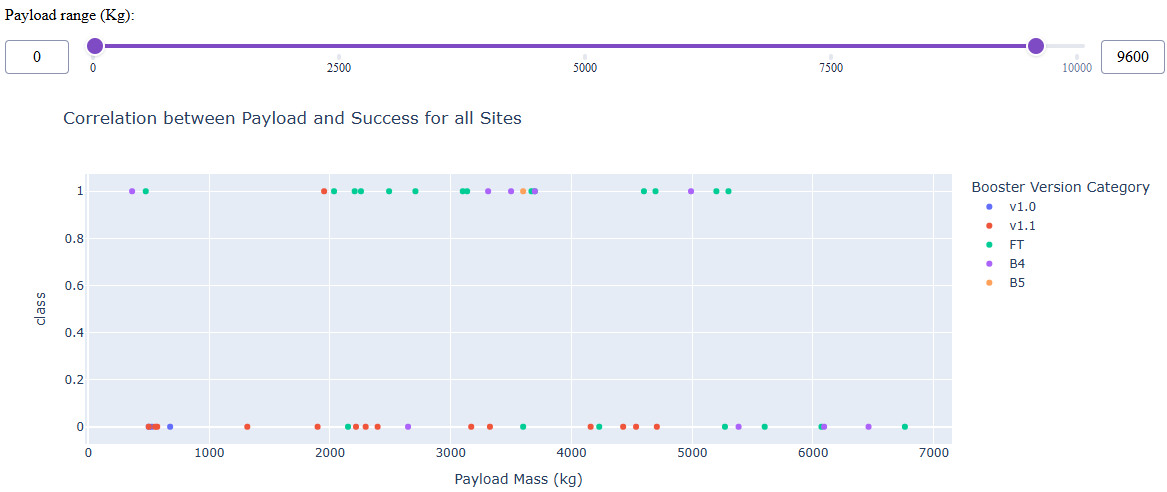 Payload range (Kg):
0
0 2500 5000 7500 10000
9600
Correlation between Payload and Success for all Sites
1
0.8
0.6
0.4
0.2
0
class
0 1000 2000 3000 4000 5000 6000 7000
Payload Mass (kg)
Booster Version Category
v1.0
v1.1
FT
B4
B5